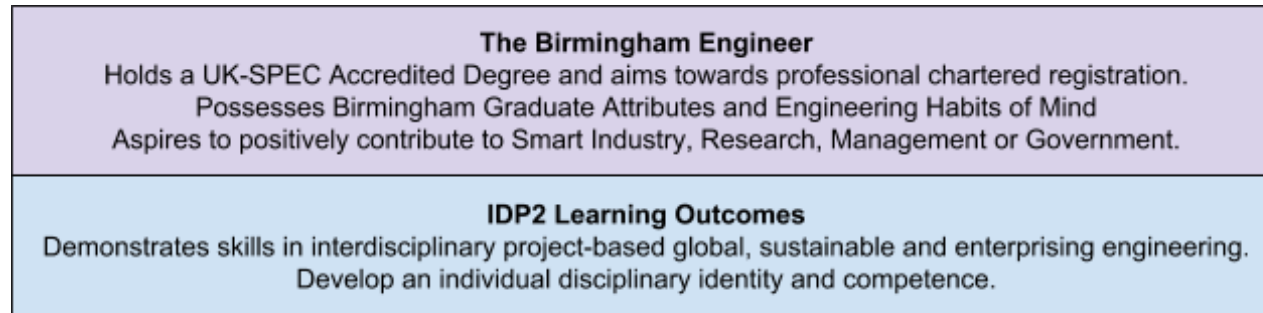 The Birmingham Engineer
Holds a UK-SPEC Accredited Degree and aims towards professional chartered registration.
Possesses Birmingham Graduate Attributes and Engineering Habits of Mind
Aspires to positively contribute to Smart Industry, Research, Management or Government.
IDP2 Learning Outcomes
Demonstrates skills in interdisciplinary project-based global, sustainable and enterprising engineering.
Develop an individual disciplinary identity and competence.